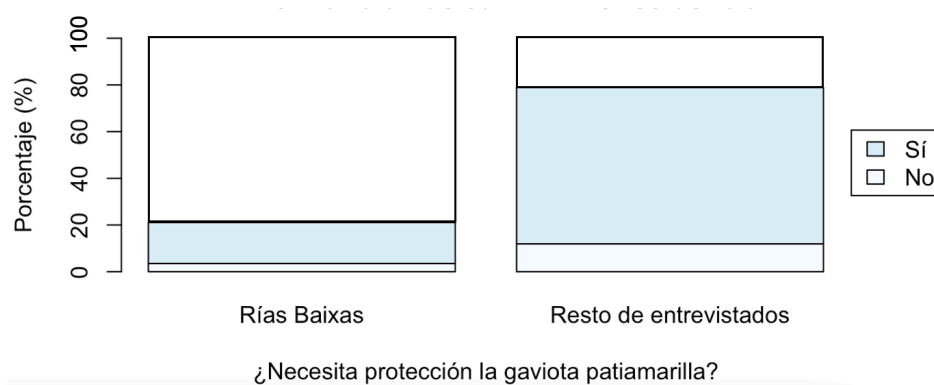 Porcentaje (%)
100
80
60
40
20
0
Rías Baixas
Resto de entrevistados
Sí
No
¿Necesita protección la gaviota patiamarilla?